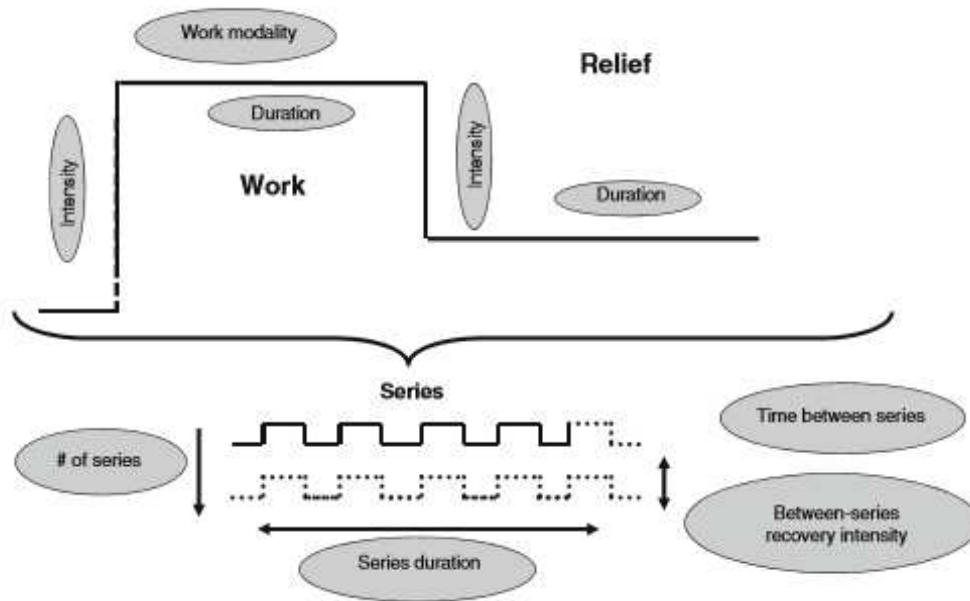 Work modality
Relief
Duration
Intensity
Intensity
Work
Duration
Series
Time between series
# of series
Between-series
recovery intensity
Series duration